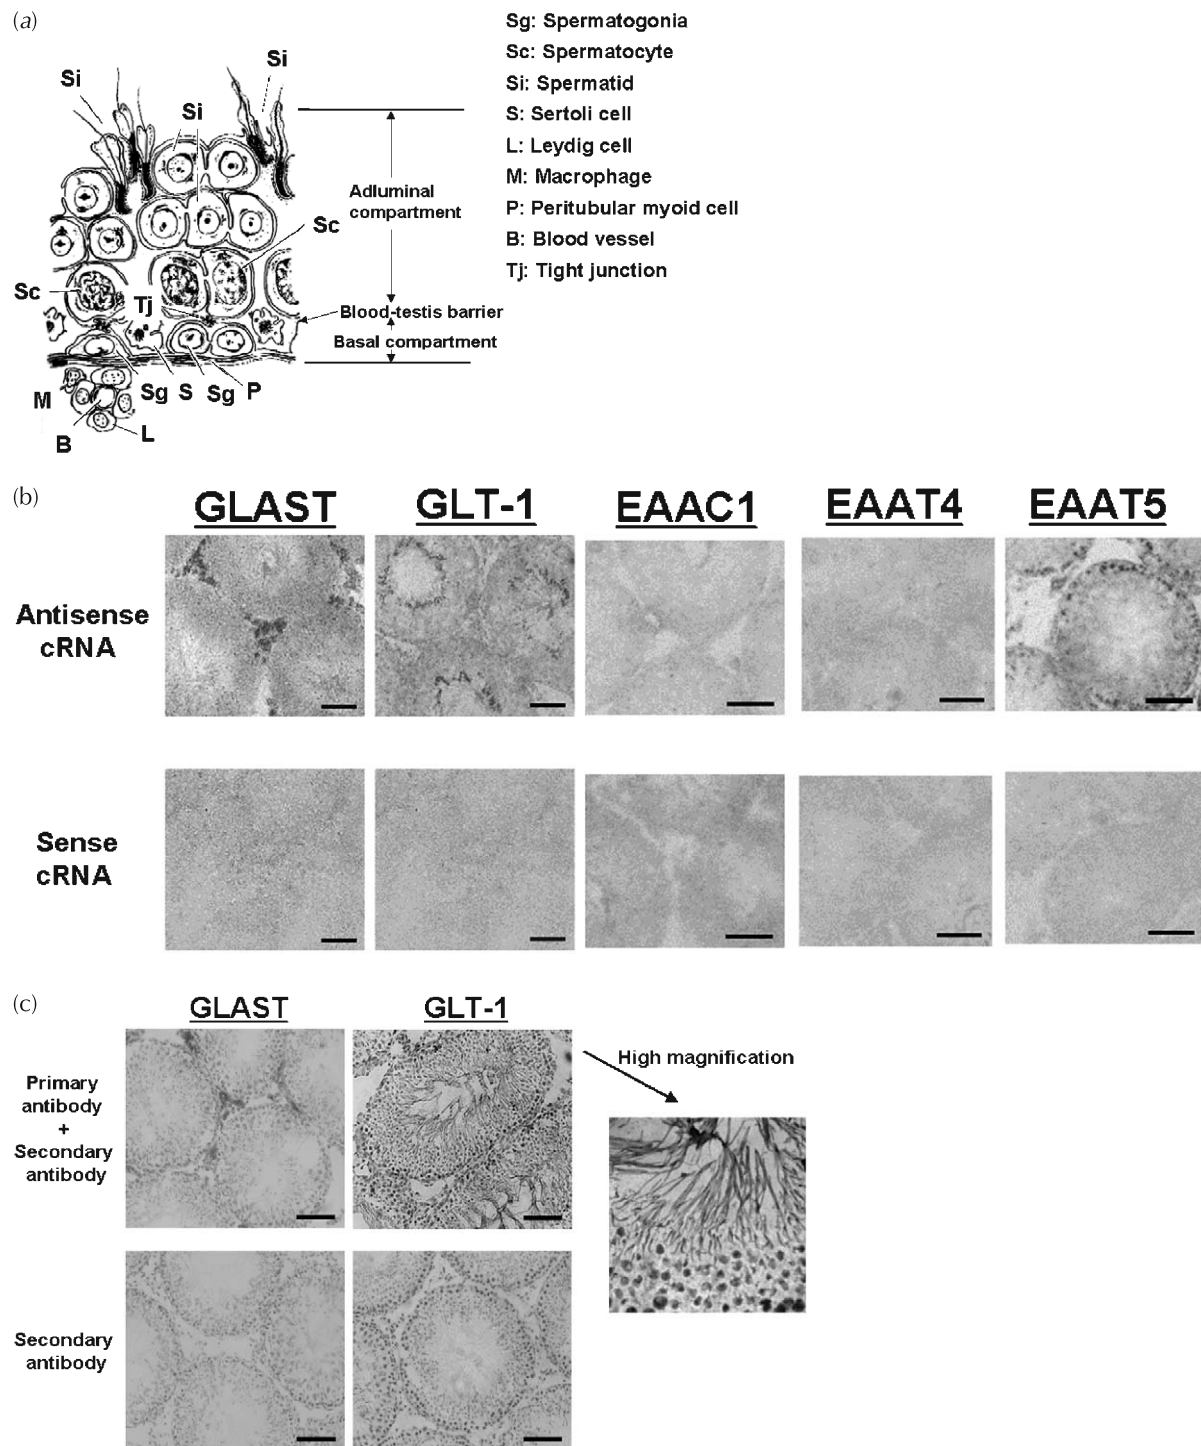 (a)
Sg: Spermatogonia
Sc: Spermatocyte
Si: Spermatid
S: Sertoli cell
L: Leydig cell
M: Macrophage
P: Peritubular myoid cell
B: Blood vessel
Tj: Tight junction
Si
Si
Si
Adluminal
compartment
Sc
Sc
Tj
Blood-testis barrier
Basal compartment
M
Sg
S
Sg
P
B
L
(b)
GLAST
GLT-1
EAAC1
EAAT4
EAAT5
Antisense
cRNA
Sense
cRNA
(c)
GLAST
GLT-1
High magnification
Primary
antibody
+
Secondary
antibody
Secondary
antibody